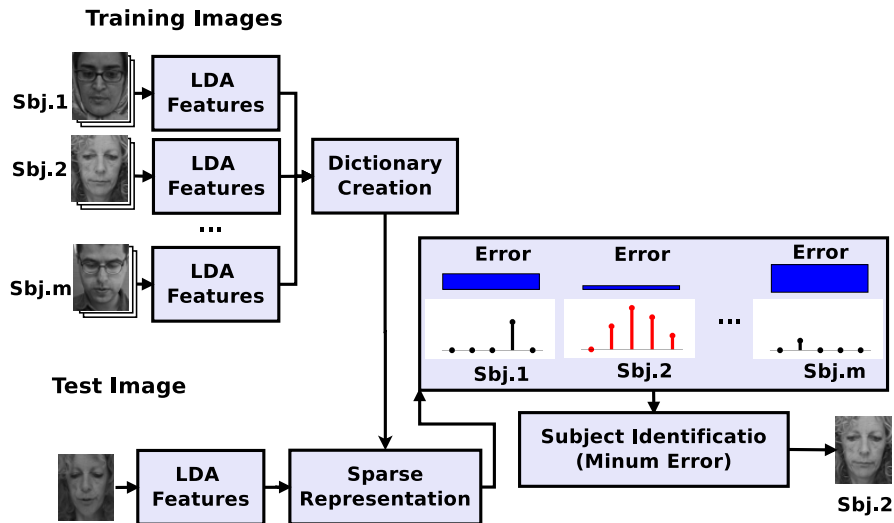 Training Images
Sbj.1
LDA
Features
Sbj.2
LDA
Features
...
Sbj.m
LDA
Features
Dictionary
Creation
Test Image
LDA
Features
Sparse
Representation
Error
Error
Error
...
Sbj.1
Sbj.2
Sbj.m
Subject Identificatio
(Minum Error)
Sbj.2